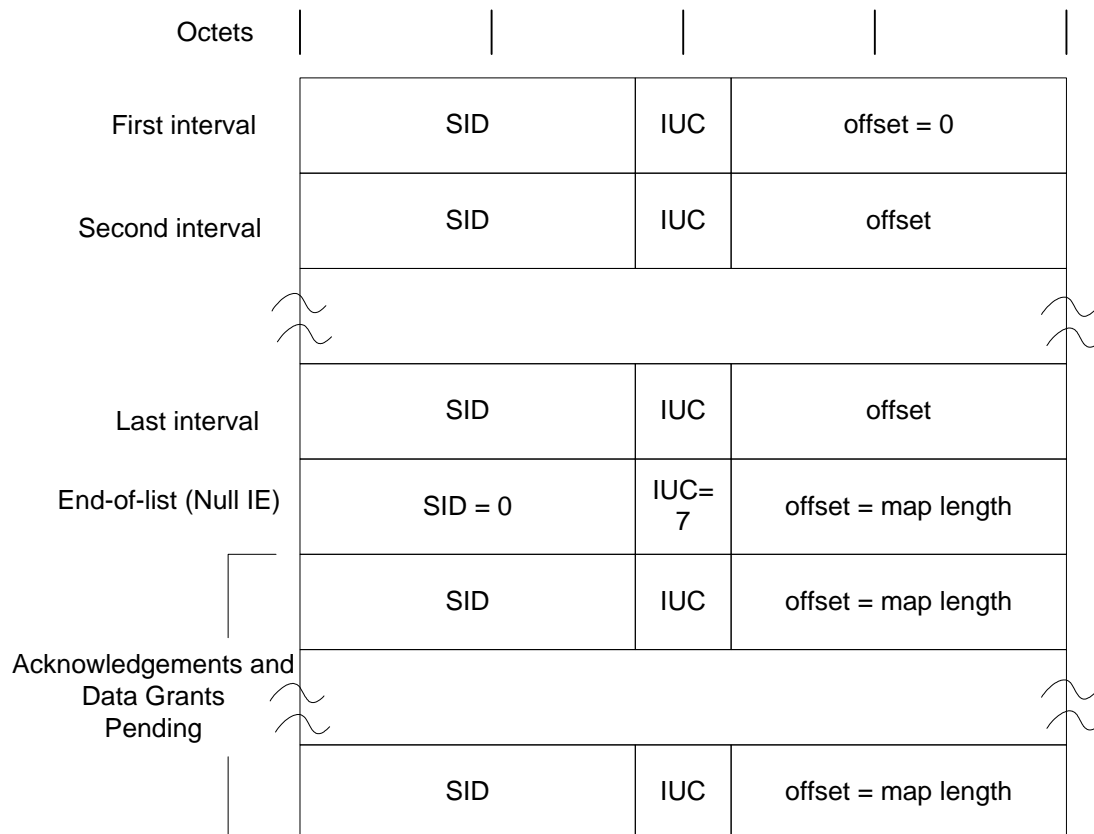 Octets
First interval
SID
IUC
offset = 0
Second interval
SID
IUC
offset
Last interval
SID
IUC
offset
End-of-list (Null IE)
SID = 0
IUC=
7
offset = map length
SID
IUC
offset = map length
Acknowledgements and
Data Grants
Pending
SID
IUC
offset = map length